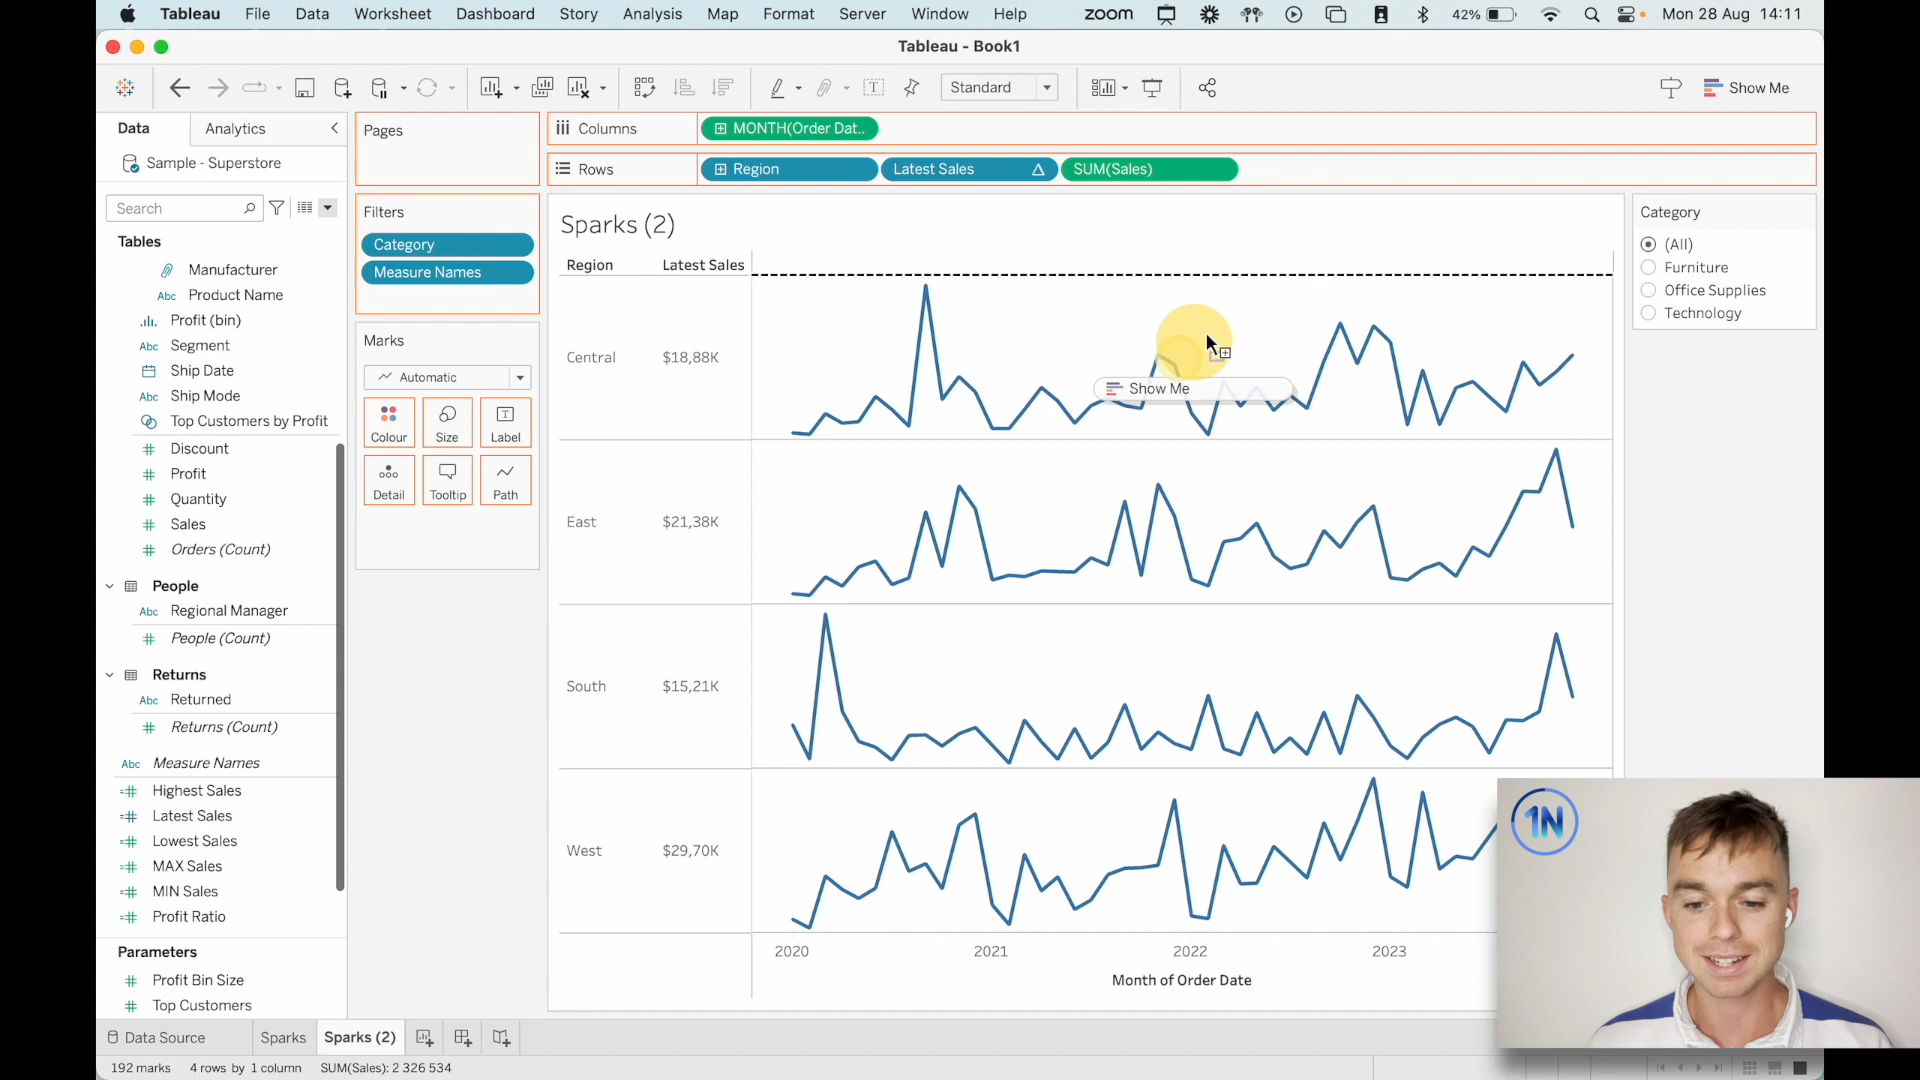 Tableau File Data Worksheet Dashboard Story Analysis Map Format Server Window Help zoom 42% Mon 28 Aug 14:11
Tableau - Book1
Standard Show Me
Data Analytics
Sample - Superstore
Search
Tables
Manufacturer
Abc Product Name
Profit (bin)
Abc Segment
Ship Date
Abc Ship Mode
Top Customers by Profit
# Discount
# Profit
# Quantity
# Sales
# Orders (Count)
People
Abc Regional Manager
# People (Count)
Returns
Abc Returned
# Returns (Count)
Abc Measure Names
=# Highest Sales
=# Latest Sales
=# Lowest Sales
=# MAX Sales
=# MIN Sales
=# Profit Ratio
Parameters
# Profit Bin Size
# Top Customers
Pages
Filters
Category
Measure Names
Marks
Automatic
Colour Size Label
Detail Tooltip Path
Columns MONTH(Order Dat..
Rows Region Latest Sales Δ SUM(Sales)
Sparks (2)
Region Latest Sales
Central $18,88K
Show Me
East $21,38K
South $15,21K
West $29,70K
2020 2021 2022 2023
Month of Order Date
Category
(All)
Furniture
Office Supplies
Technology
1N
Data Source Sparks Sparks (2)
192 marks 4 rows by 1 column SUM(Sales): 2 326 534